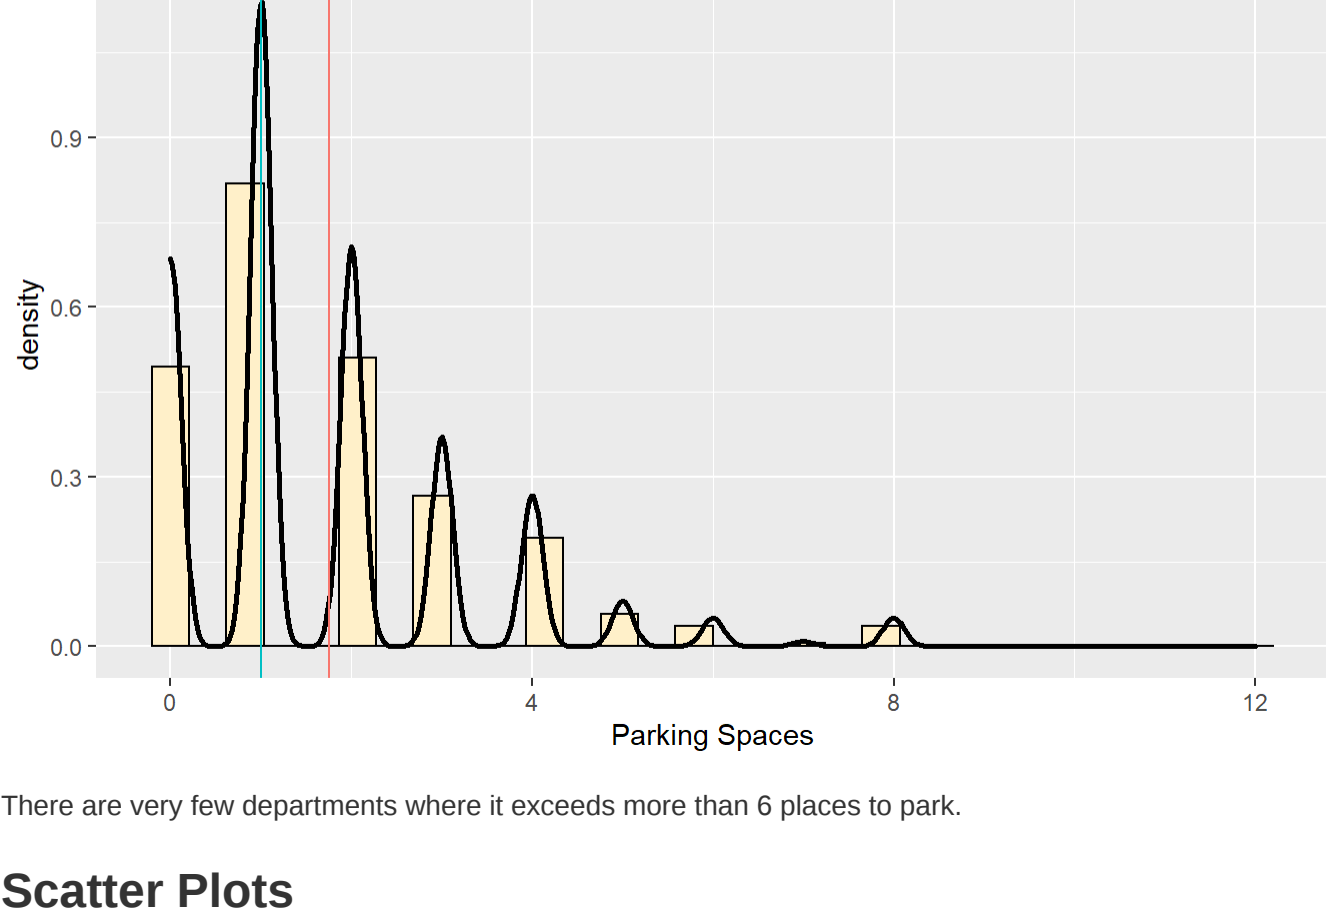 0.9
0.6
0.3
0.0
density
0 4 8 12
Parking Spaces
There are very few departments where it exceeds more than 6 places to park.
Scatter Plots